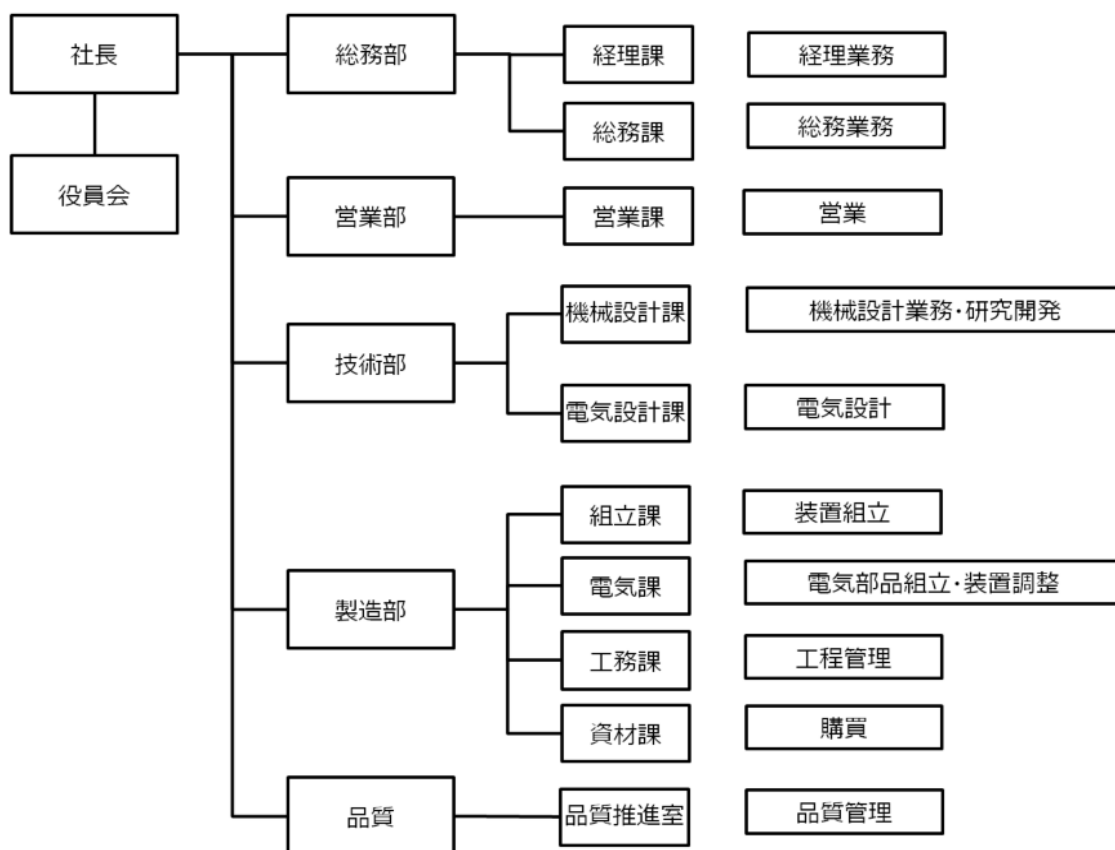 社長
総務部
経理課
経理業務
総務課
総務業務
役員会
営業部
営業課
営業
技術部
機械設計課
機械設計業務・研究開発
電気設計課
電気設計
製造部
組立課
装置組立
電気課
電気部品組立・装置調整
工務課
工程管理
資材課
購買
品質
品質推進室
品質管理